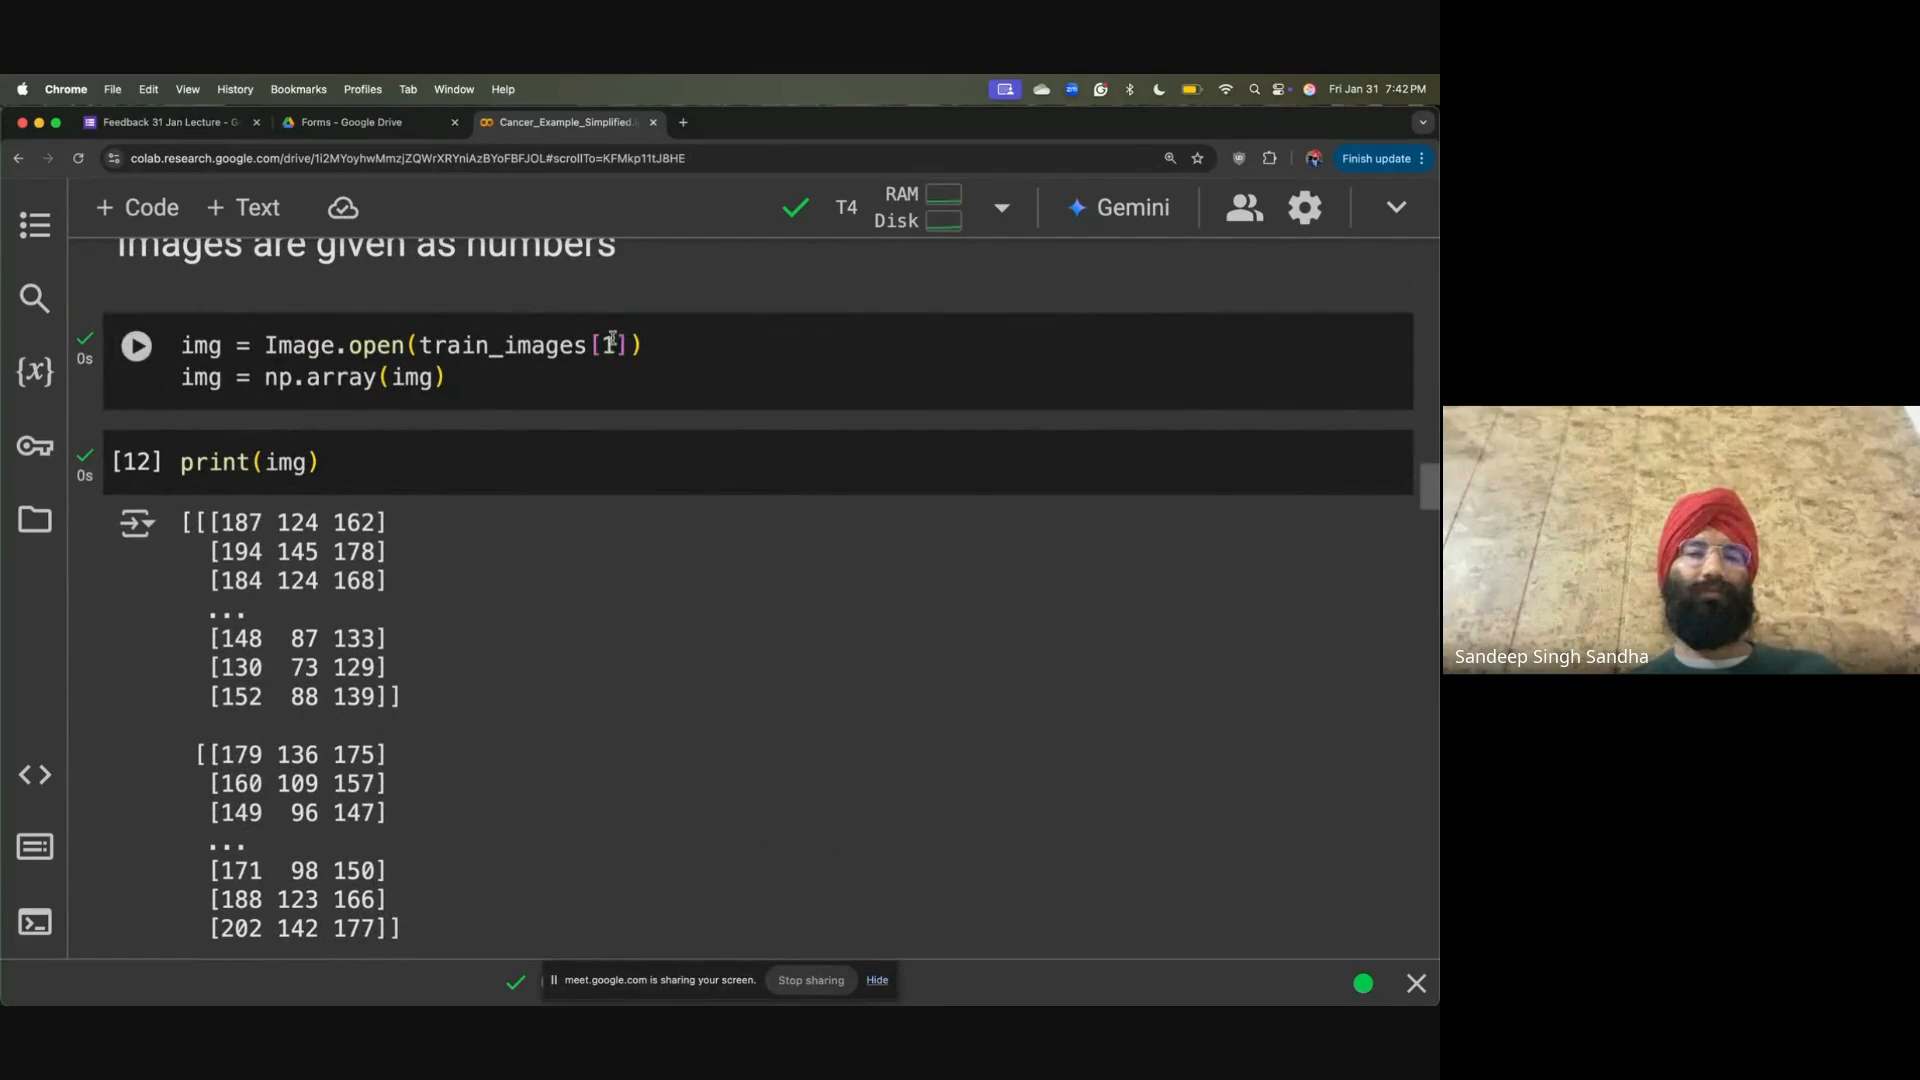 Chrome File Edit View History Bookmarks Profiles Tab Window Help
zm
Fri Jan 31 7:42 PM
Feedback 31 Jan Lecture - G
Forms - Google Drive
Cancer_Example_Simplified.i
colab.research.google.com/drive/1i2MYoyhwMmzjZQWrXRYniAzBYoFBFJOL#scrollTo=KFMkp11tJ8HE
Finish update
+ Code + Text
T4
RAM
Disk
Gemini
Images are given as numbers
0s
img = Image.open(train_images[1])
img = np.array(img)
0s
[12] print(img)
[[[187 124 162]
[194 145 178]
[184 124 168]
...
[148 87 133]
[130 73 129]
[152 88 139]]
[[179 136 175]
[160 109 157]
[149 96 147]
...
[171 98 150]
[188 123 166]
[202 142 177]]
{x}
meet.google.com is sharing your screen. Stop sharing Hide
Sandeep Singh Sandha